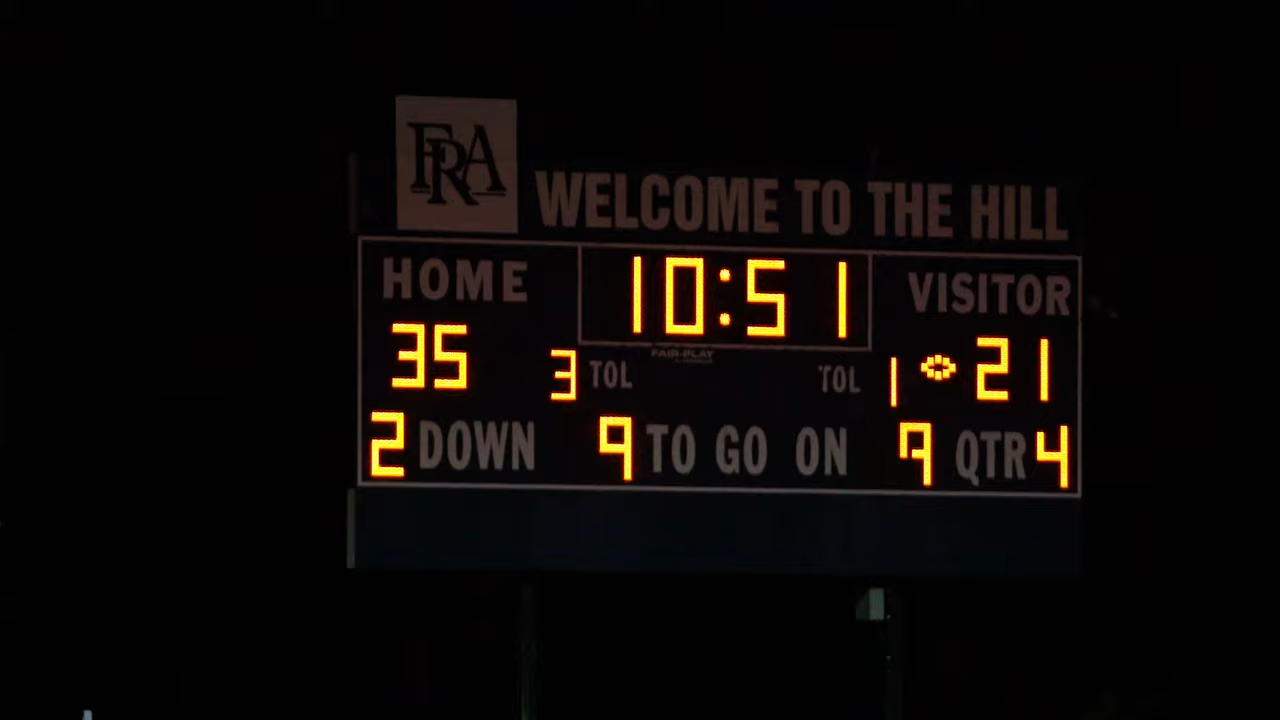 FRA
WELCOME TO THE HILL
HOME 10:51 VISITOR
35 3 TOL FAIR-PLAY TOL 1 21
2 DOWN 9 TO GO ON 9 QTR 4